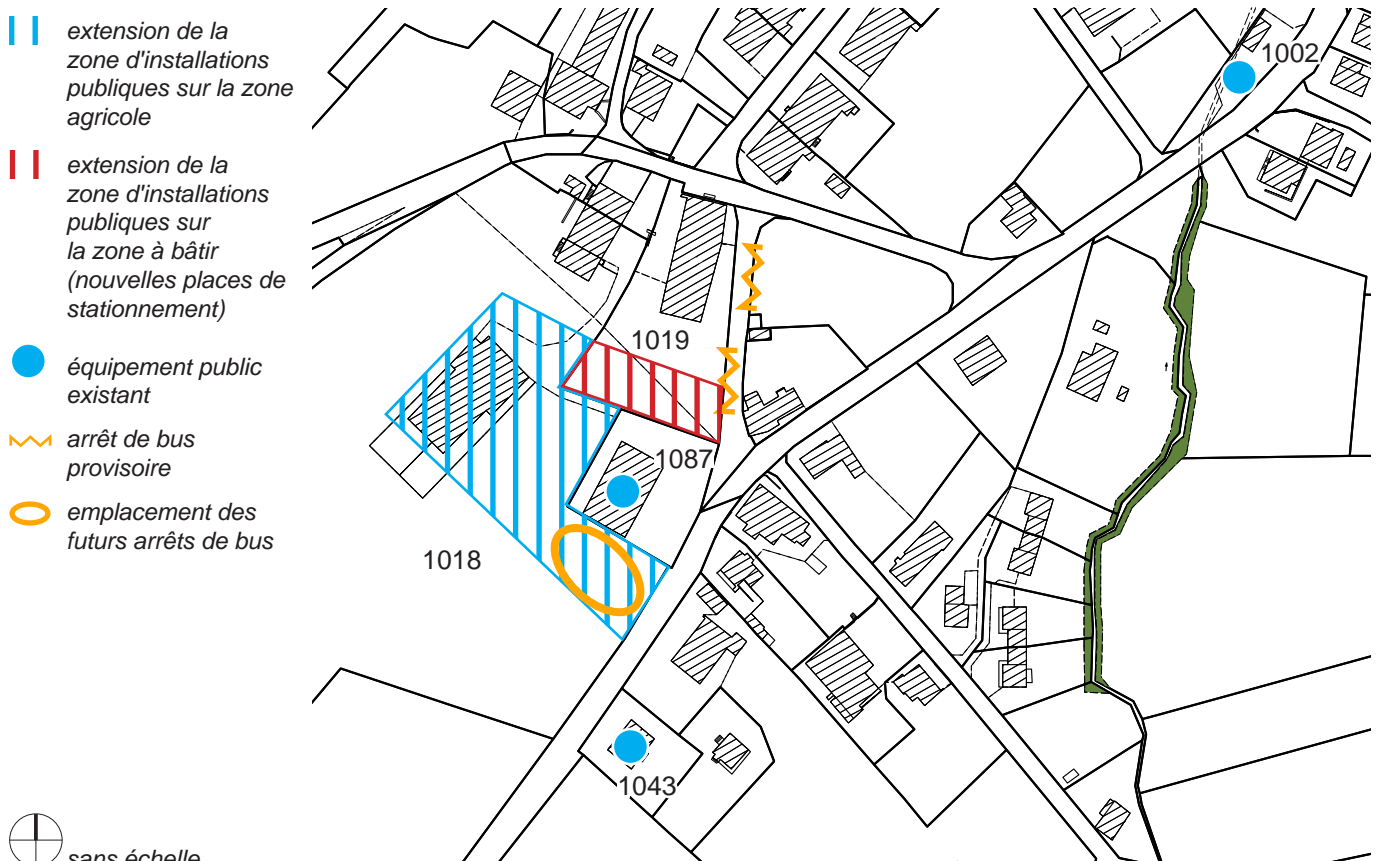 extension de la
zone d'installations
publiques sur la zone
agricole
extension de la
zone d'installations
publiques sur
la zone à bâtir
(nouvelles places de
stationnement)
équipement public
existant
arrêt de bus
provisoire
emplacement des
futurs arrêts de bus
sans échelle
1002
1019
1087
1018
1043